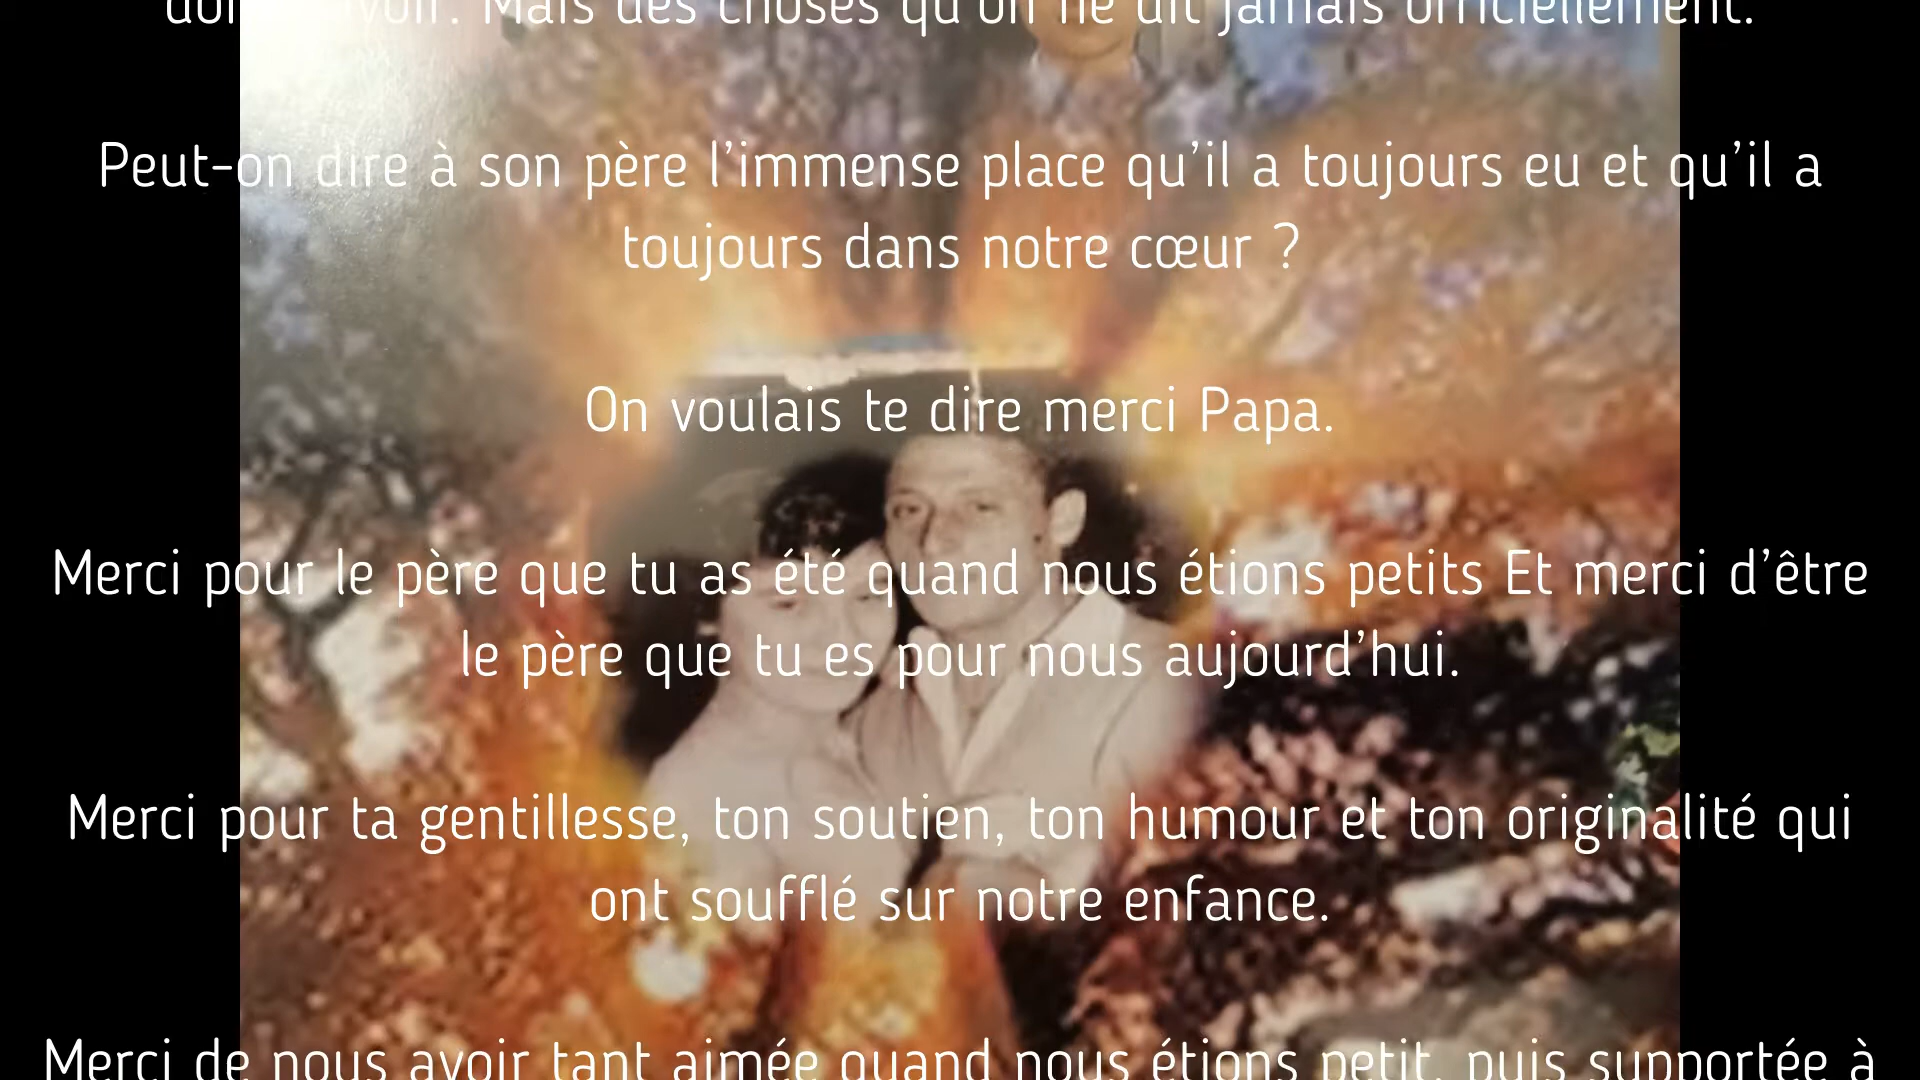 voir. Mais des choses qu'on ne dit jamais officiellement.
Peut-on dire à son père l’immense place qu’il a toujours eu et qu’il a
toujours dans notre cœur ?
On voulais te dire merci Papa.
Merci pour le père que tu as été quand nous étions petits Et merci d’être
le père que tu es pour nous aujourd’hui.
Merci pour ta gentillesse, ton soutien, ton humour et ton originalité qui
ont soufflé sur notre enfance.
Merci de nous avoir tant aimée quand nous étions petit, puis supportée à